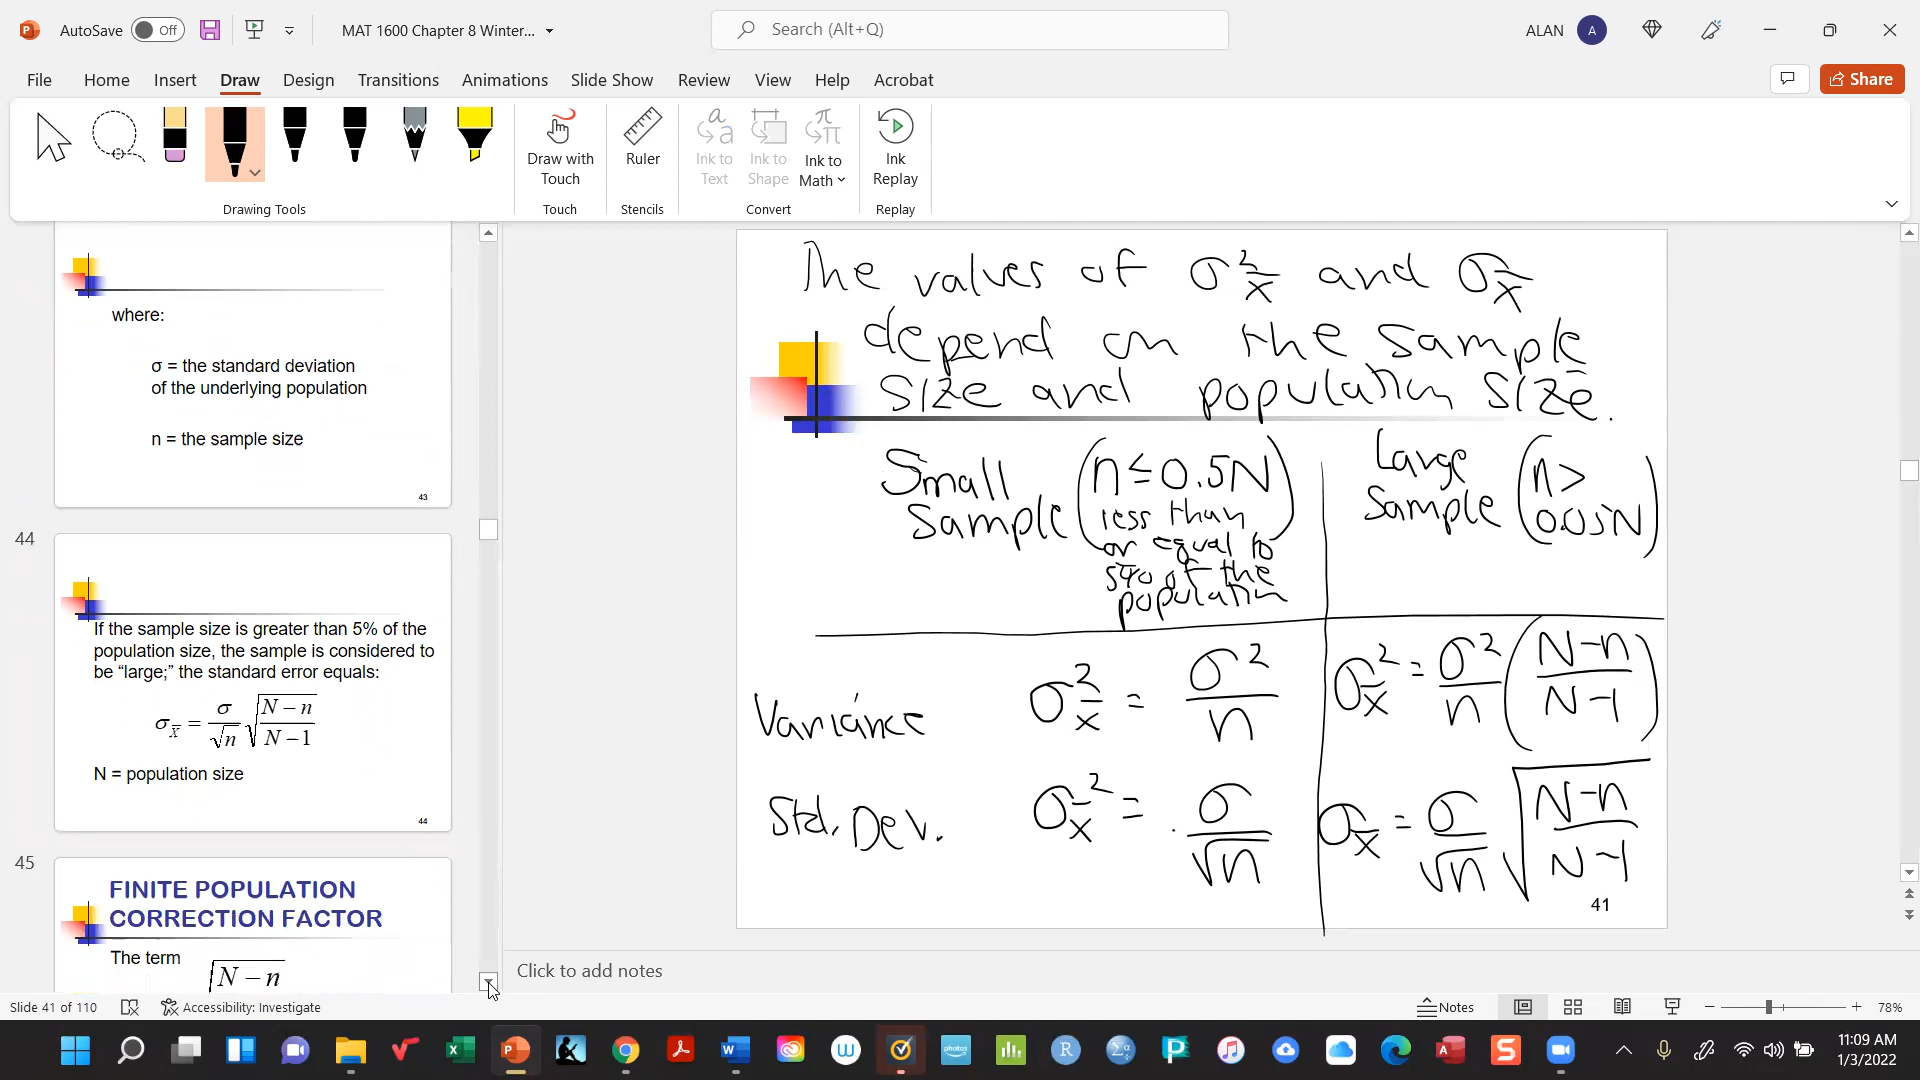 AutoSave Off MAT 1600 Chapter 8 Winter... Search (Alt+Q) ALAN A
File Home Insert Draw Design Transitions Animations Slide Show Review View Help Acrobat Share
Draw with Touch
Ruler
Ink to Text
Ink to Shape
Ink to Math
Ink Replay
Drawing Tools Touch Stencils Convert Replay
where:
σ = the standard deviation
of the underlying population
n = the sample size
43
44
If the sample size is greater than 5% of the
population size, the sample is considered to
be “large;” the standard error equals:
σ_X̅ = σ/√n √((N − n)/(N − 1))
N = population size
44
45
FINITE POPULATION
CORRECTION FACTOR
The term
√(N − n
The values of σ²x̅ and σx̅
depend on the sample
size and population size.
Small Sample (n ≤ 0.5N
less than
or equal to
5% of the
population)
Large Sample (n > 0.05N)
Variance σ²x̅ = σ²/n σ²x̅ = σ²/n ((N-n)/(N-1))
Std. Dev. σx̅² = σ/√n σx̅ = σ/√n √((N-n)/(N-1))
41
Click to add notes
Slide 41 of 110 Accessibility: Investigate Notes 78%
11:09 AM
1/3/2022